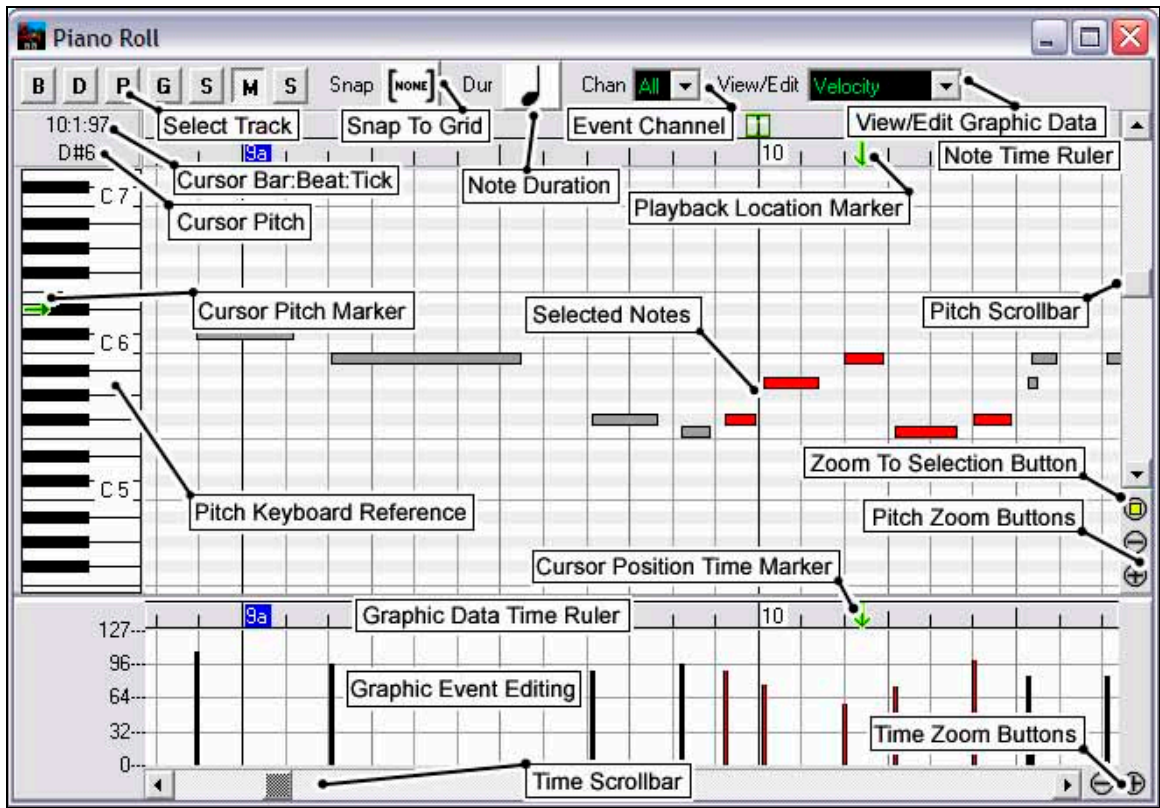 Piano Roll
B D P G S M S Snap [NONE] Dur Chan All View/Edit Velocity
10:1:97 Select Track Snap To Grid Event Channel View/Edit Graphic Data
D#6 9a 10 Note Time Ruler
Cursor Bar:Beat:Tick Note Duration
C 7 Playback Location Marker
Cursor Pitch
Cursor Pitch Marker Selected Notes Pitch Scrollbar
C 6
Zoom To Selection Button
C 5
Pitch Keyboard Reference Pitch Zoom Buttons
Cursor Position Time Marker
9a Graphic Data Time Ruler 10
127
96
Graphic Event Editing
64
32 Time Zoom Buttons
0
Time Scrollbar